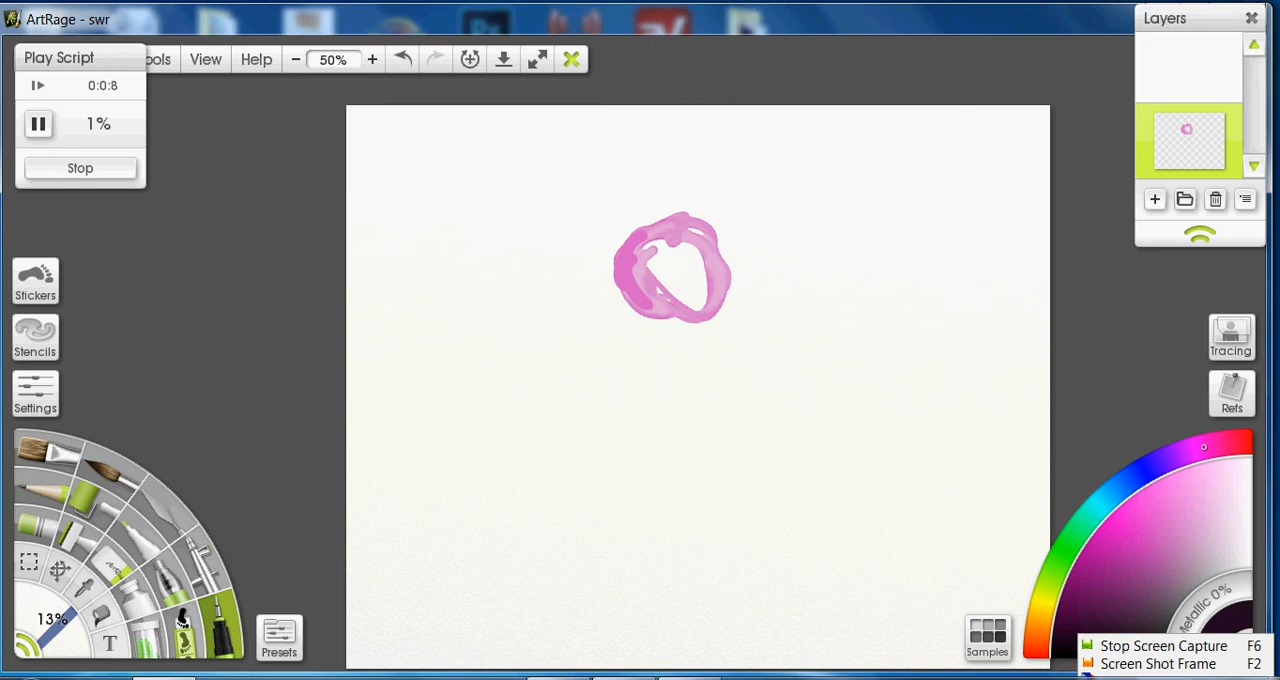 ArtRage - swr
Layers
Play Script
ools View Help − 50% +
0:0:8
1%
Stop
Stickers
Stencils
Settings
Tracing
Refs
13%
T
Presets
Samples
Metallic 0%
Stop Screen Capture F6
Screen Shot Frame F2